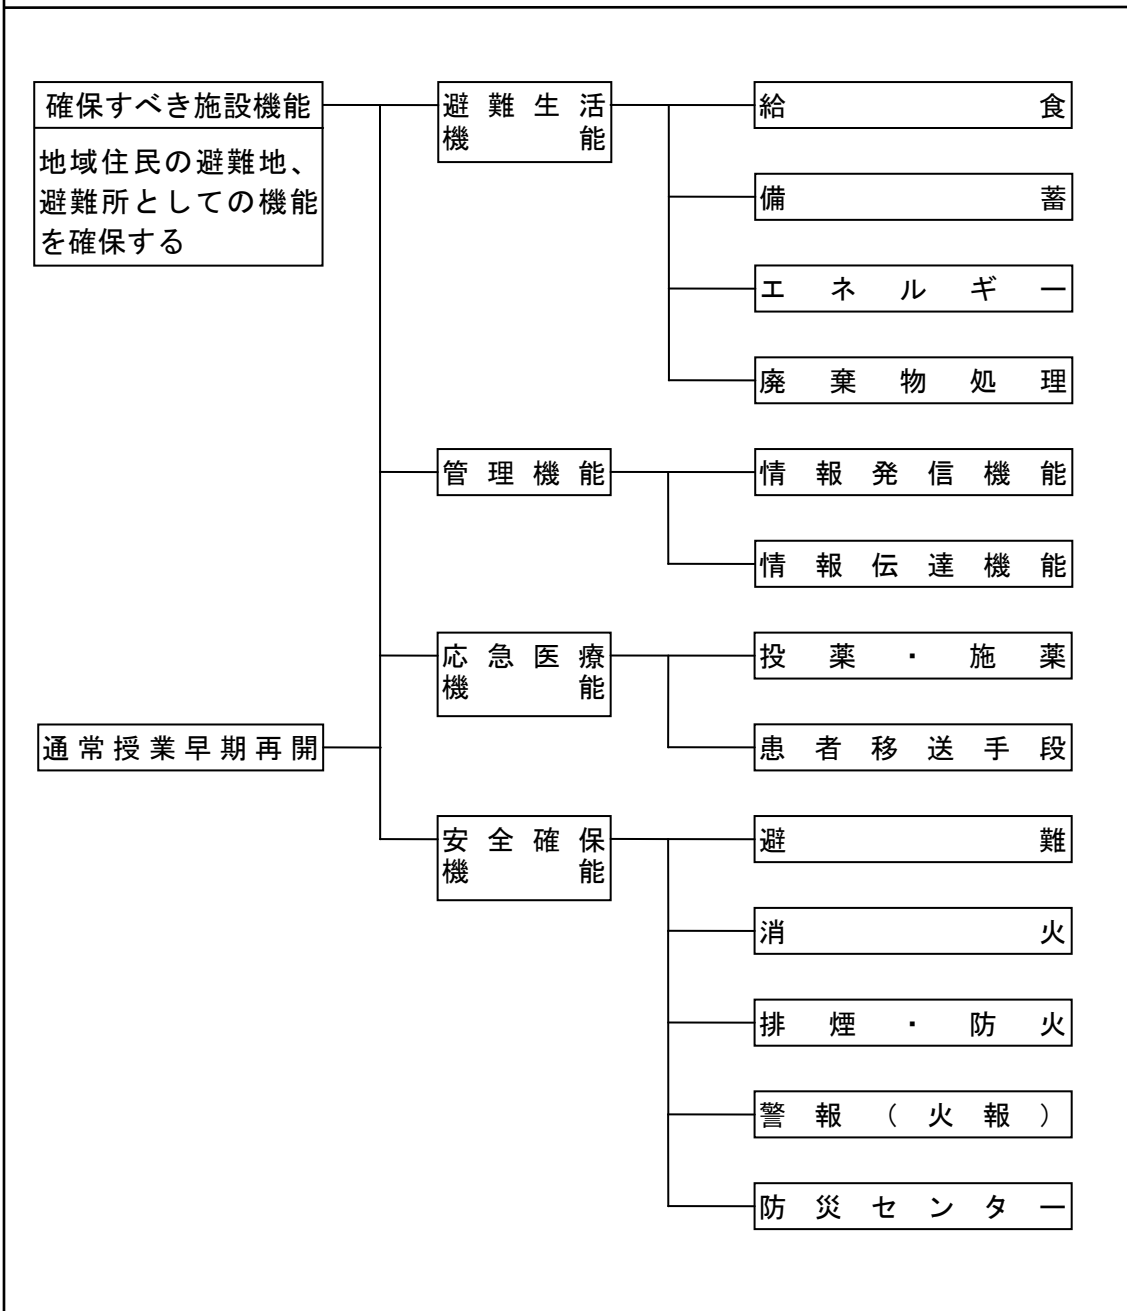 確保すべき施設機能
地域住民の避難地、
避難所としての機能
を確保する
避難生活
機能
給食
備蓄
エネルギー
廃棄物処理
管理機能
情報発信機能
情報伝達機能
応急医療
機能
投薬・施薬
通常授業早期再開
患者移送手段
安全確保
機能
避難
消火
排煙・防火
警報（火報）
防災センター